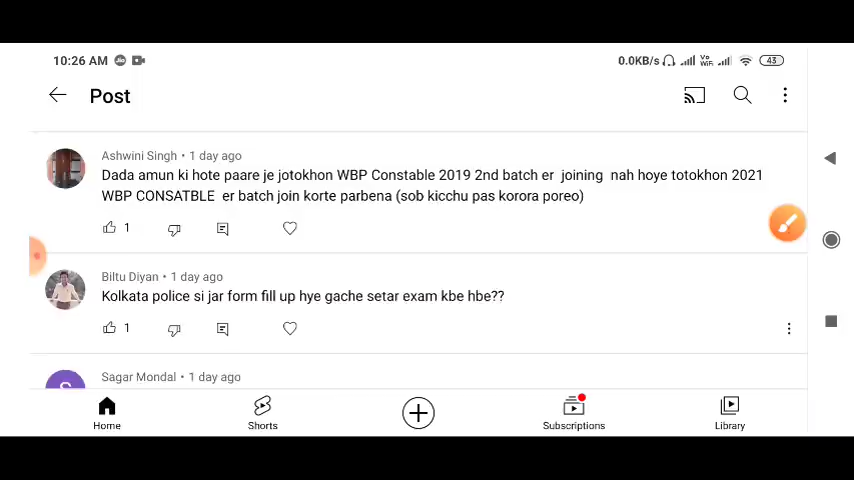 10:26 AM
0.0KB/s Vo WiFi 43
Post
Ashwini Singh • 1 day ago
Dada amun ki hote paare je jotokhon WBP Constable 2019 2nd batch er joining nah hoye totokhon 2021
WBP CONSATBLE er batch join korte parbena (sob kicchu pas korora poreo)
1
Biltu Diyan • 1 day ago
Kolkata police si jar form fill up hye gache setar exam kbe hbe??
1
Sagar Mondal • 1 day ago
S
Home Shorts Subscriptions Library